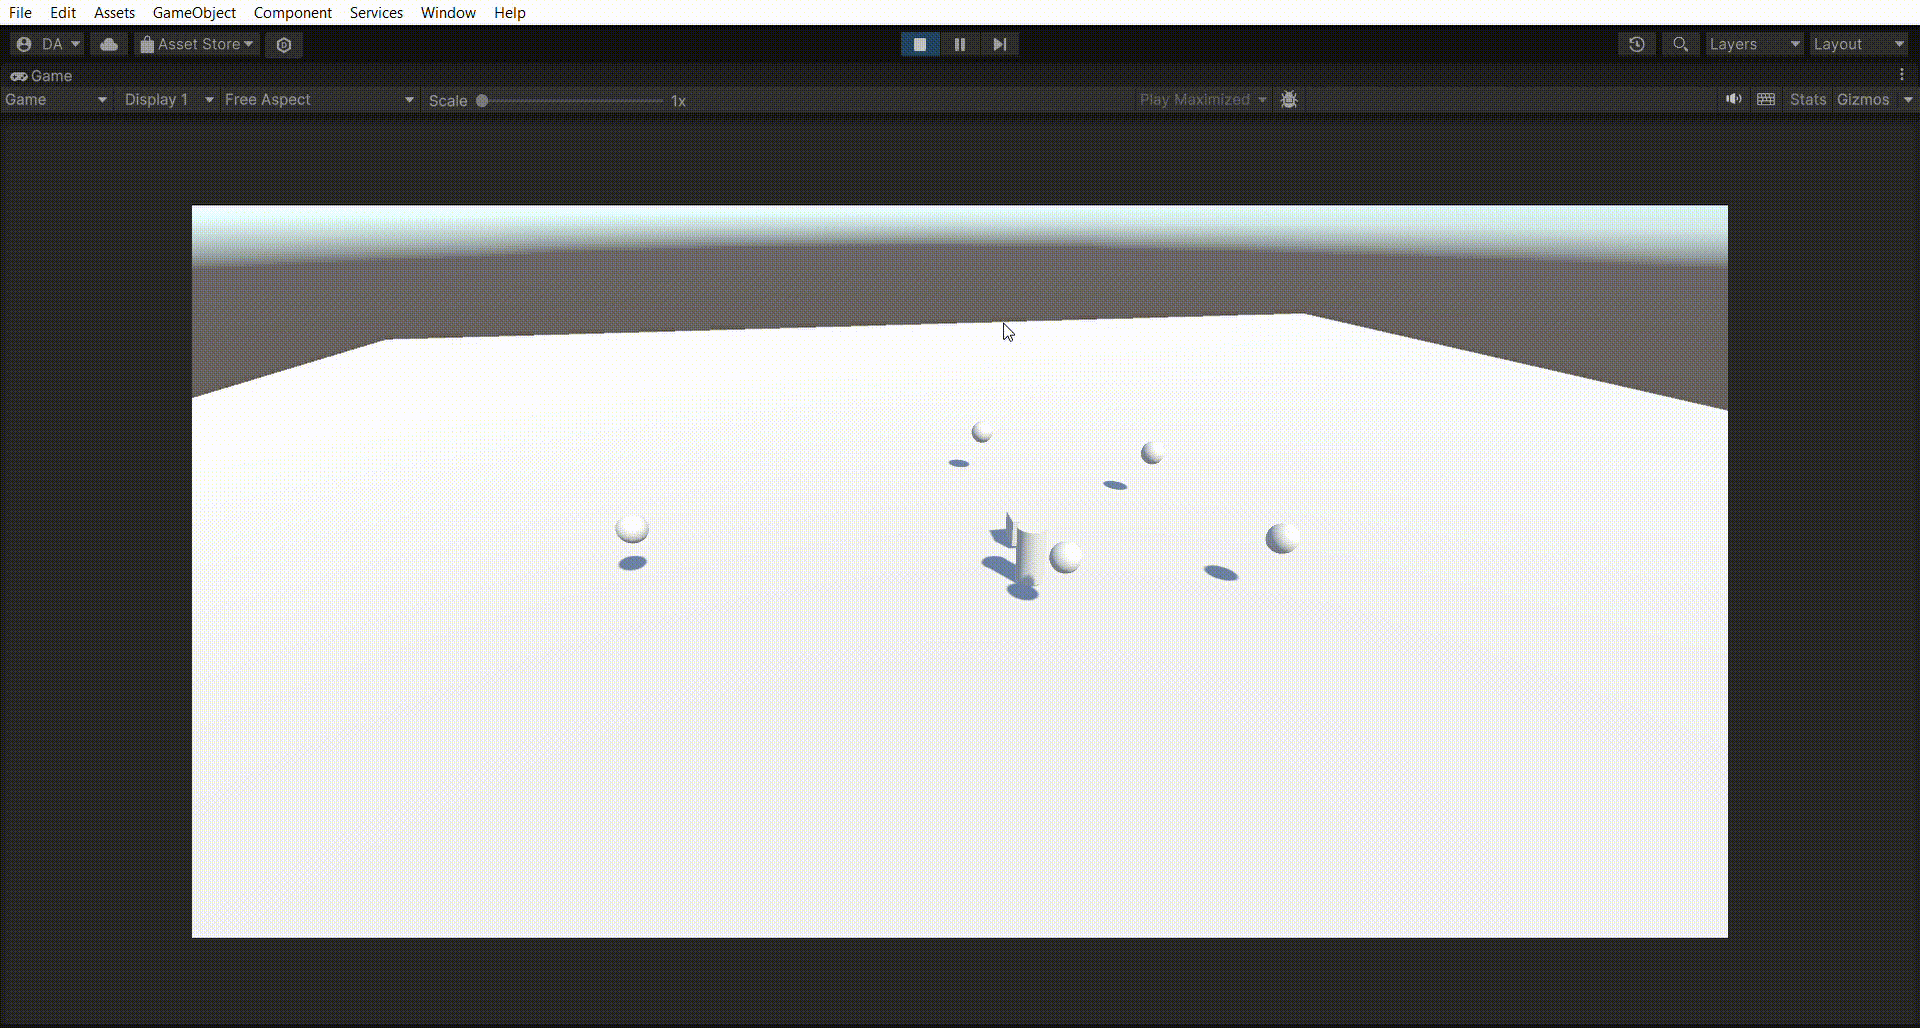 File Edit Assets GameObject Component Services Window Help
DA Asset Store Layers Layout
Game
Game Display 1 Free Aspect Scale 1x Play Maximized Stats Gizmos